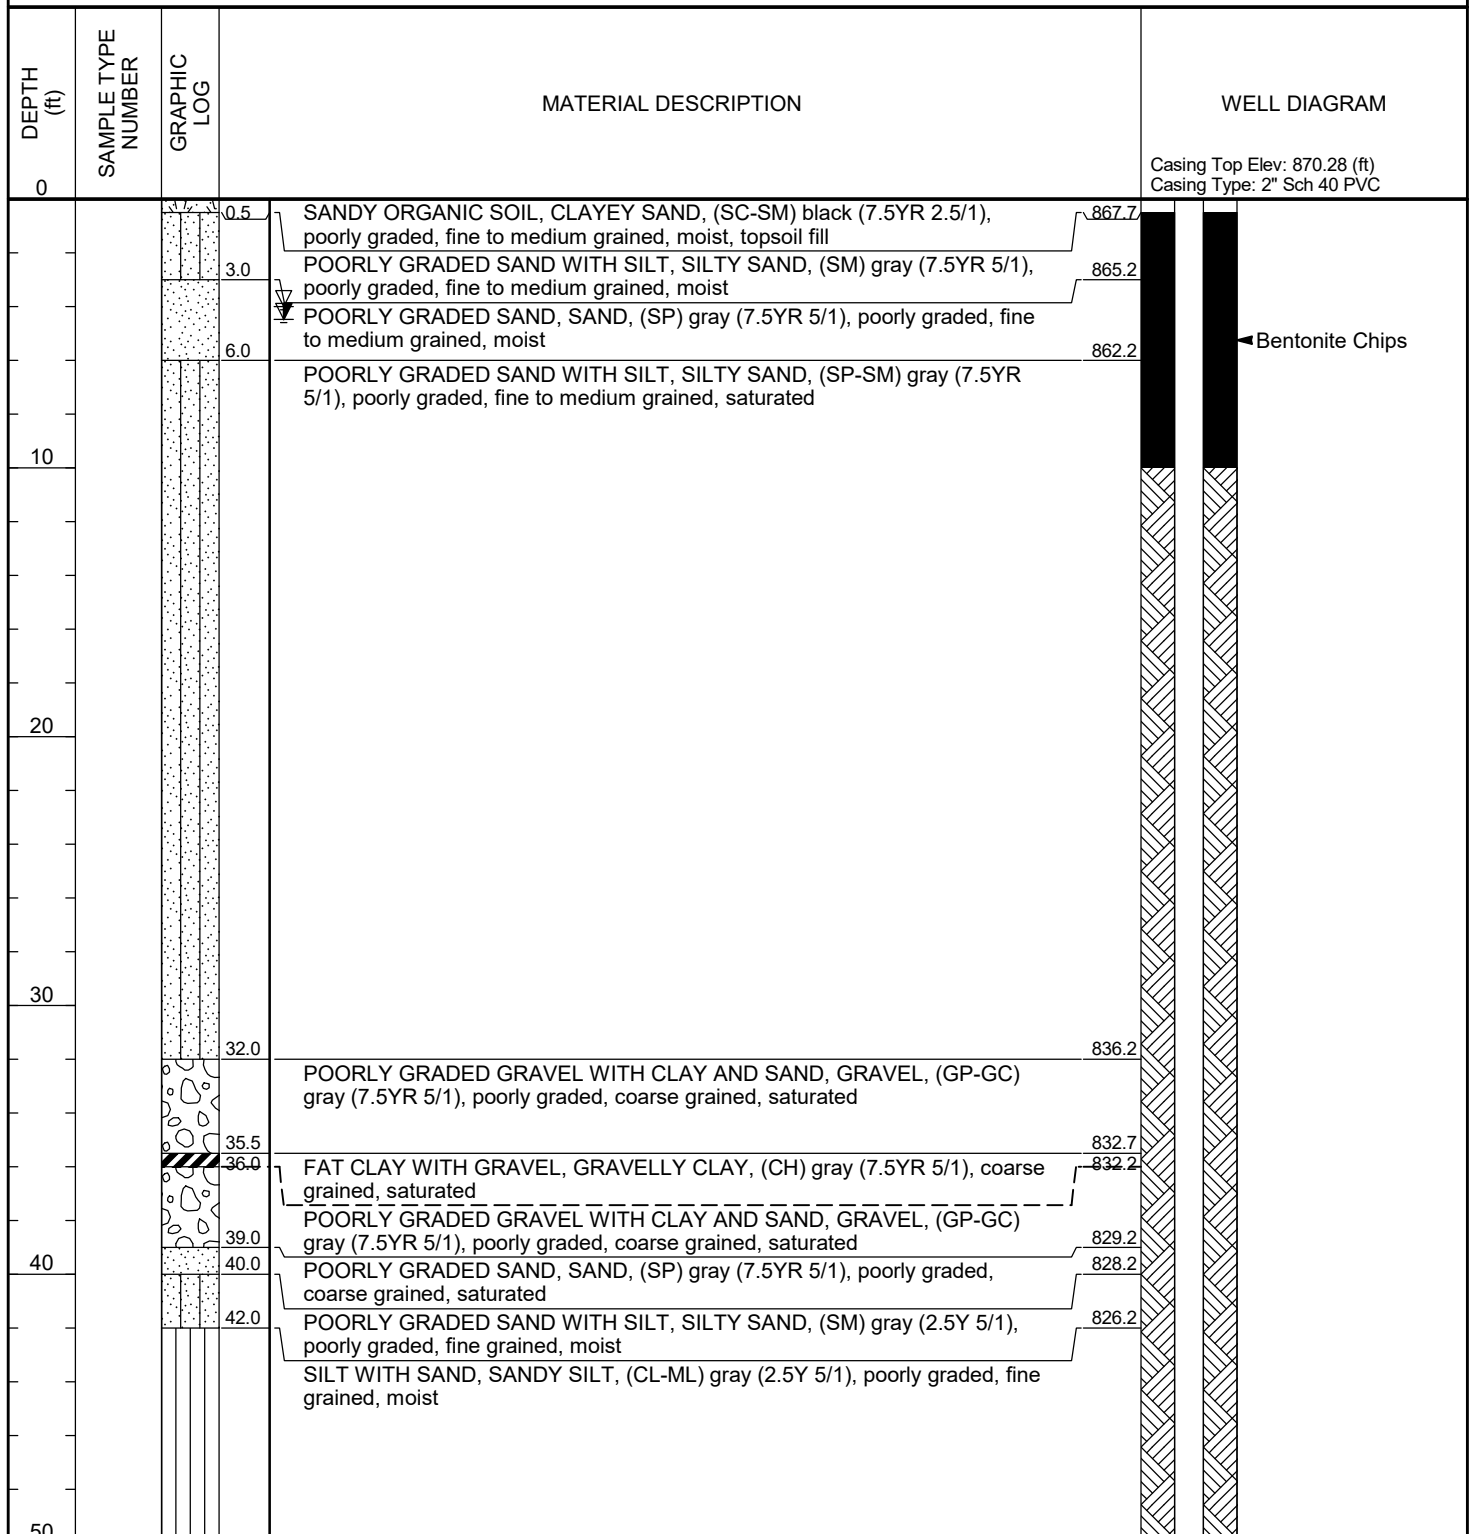 DEPTH
(ft)
SAMPLE TYPE
NUMBER
GRAPHIC
LOG
MATERIAL DESCRIPTION
WELL DIAGRAM
Casing Top Elev: 870.28 (ft)
Casing Type: 2" Sch 40 PVC
0
0.5
SANDY ORGANIC SOIL, CLAYEY SAND, (SC-SM) black (7.5YR 2.5/1),
poorly graded, fine to medium grained, moist, topsoil fill
867.7
3.0
POORLY GRADED SAND WITH SILT, SILTY SAND, (SM) gray (7.5YR 5/1),
poorly graded, fine to medium grained, moist
865.2
POORLY GRADED SAND, SAND, (SP) gray (7.5YR 5/1), poorly graded, fine
to medium grained, moist
Bentonite Chips
6.0
862.2
POORLY GRADED SAND WITH SILT, SILTY SAND, (SP-SM) gray (7.5YR
5/1), poorly graded, fine to medium grained, saturated
10
20
30
32.0
836.2
POORLY GRADED GRAVEL WITH CLAY AND SAND, GRAVEL, (GP-GC)
gray (7.5YR 5/1), poorly graded, coarse grained, saturated
35.5
832.7
36.0
FAT CLAY WITH GRAVEL, GRAVELLY CLAY, (CH) gray (7.5YR 5/1), coarse
grained, saturated
832.2
POORLY GRADED GRAVEL WITH CLAY AND SAND, GRAVEL, (GP-GC)
gray (7.5YR 5/1), poorly graded, coarse grained, saturated
39.0
829.2
40
40.0
POORLY GRADED SAND, SAND, (SP) gray (7.5YR 5/1), poorly graded,
coarse grained, saturated
828.2
42.0
POORLY GRADED SAND WITH SILT, SILTY SAND, (SM) gray (2.5Y 5/1),
poorly graded, fine grained, moist
826.2
SILT WITH SAND, SANDY SILT, (CL-ML) gray (2.5Y 5/1), poorly graded, fine
grained, moist
50